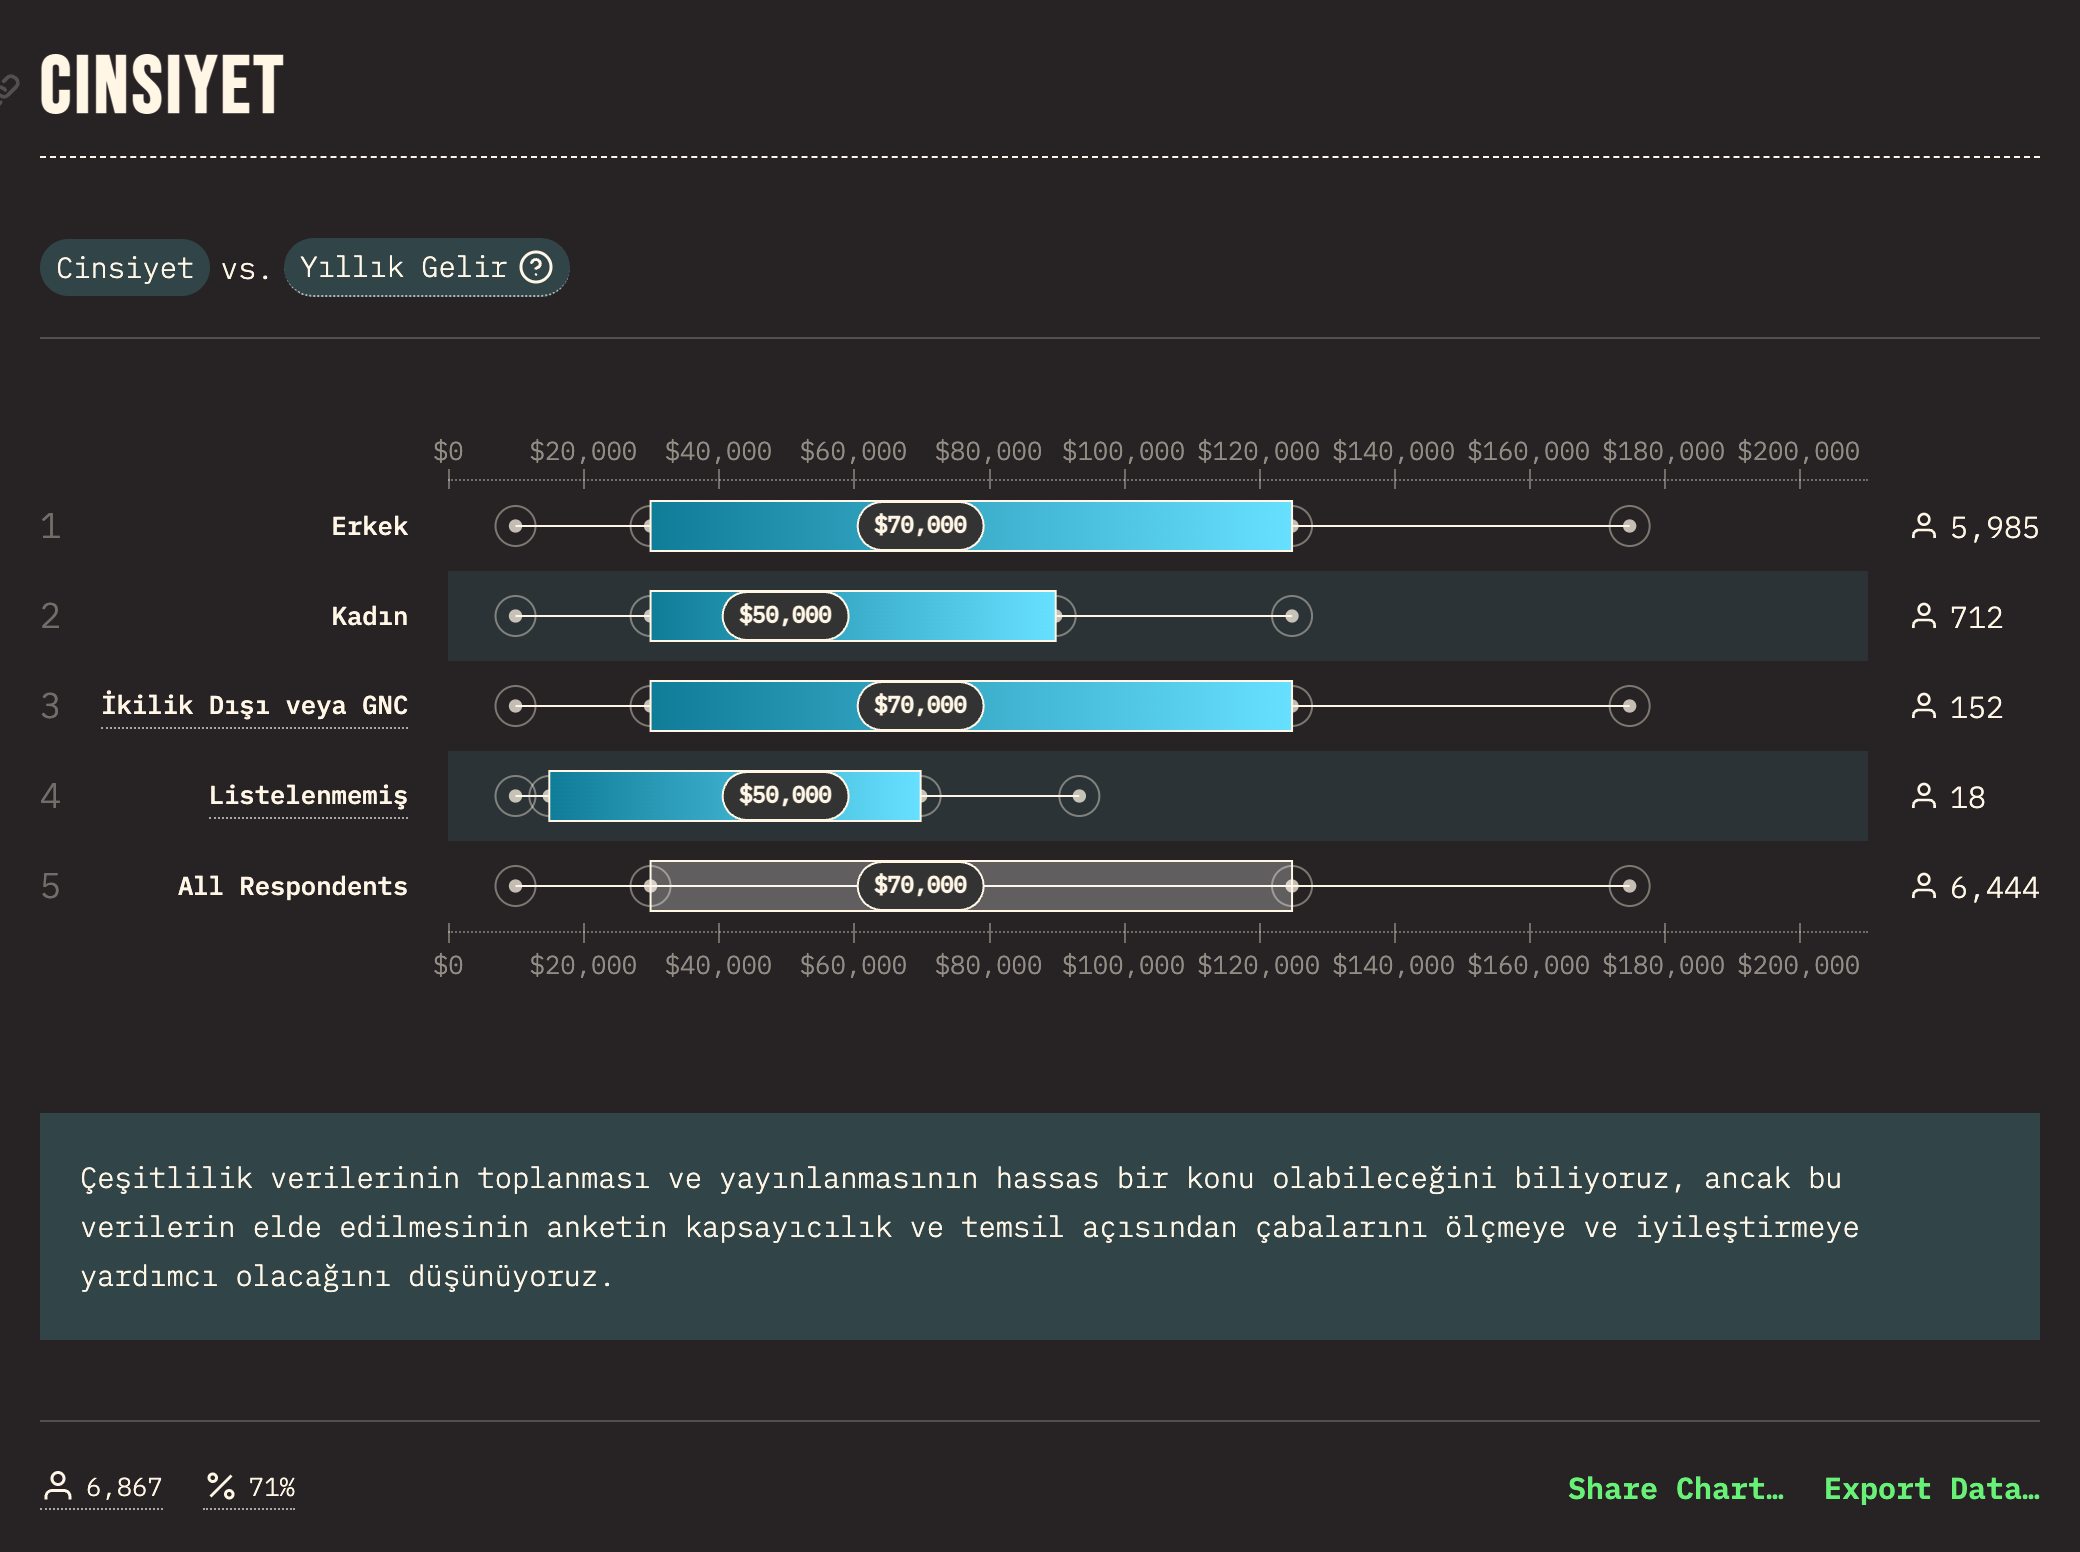 CINSIYET
Cinsiyet vs. Yıllık Gelir ?
$0 $20,000 $40,000 $60,000 $80,000 $100,000 $120,000 $140,000 $160,000 $180,000 $200,000
1 Erkek $70,000 5,985
2 Kadın $50,000 712
3 İkilik Dışı veya GNC $70,000 152
4 Listelenmemiş $50,000 18
5 All Respondents $70,000 6,444
$0 $20,000 $40,000 $60,000 $80,000 $100,000 $120,000 $140,000 $160,000 $180,000 $200,000
Çeşitlilik verilerinin toplanması ve yayınlanmasının hassas bir konu olabileceğini biliyoruz, ancak bu
verilerin elde edilmesinin anketin kapsayıcılık ve temsil açısından çabalarını ölçmeye ve iyileştirmeye
yardımcı olacağını düşünüyoruz.
6,867 % 71% Share Chart… Export Data…